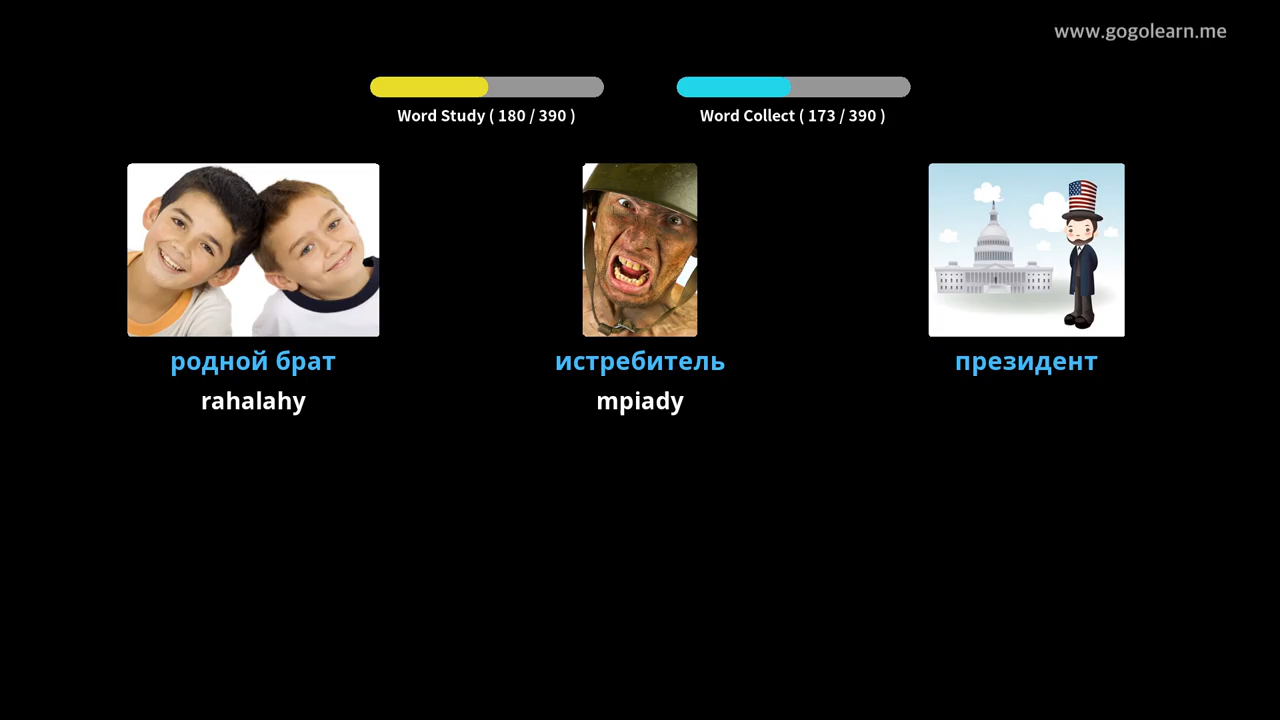 www.gogolearn.me
Word Study ( 180 / 390 )
Word Collect ( 173 / 390 )
родной брат
истребитель
президент
rahalahy
mpiady